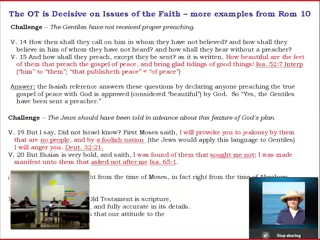 The OT is Decisive on Issues of the Faith – more examples from Rom 10
Challenge – The Gentiles have not received proper preaching.
V. 14 How then shall they call on him in whom they have not believed? and how shall they
believe in him of whom they have not heard? and how shall they hear without a preacher?
V. 15 And how shall they preach, except they be sent? as it is written, How beautiful are the feet
of them that preach the gospel of peace, and bring glad tidings of good things! Isa. 52:7 Interp
("him" to "them"; "that publisheth peace" = "of peace")
Answer: the Isaiah reference answers these questions by declaring anyone preaching the true
gospel of peace with God is approved (considered "beautiful") by God. So "Yes, the Gentiles
have been sent a preacher."
Challenge – The Jews should have been told in advance about this feature of God's plan.
V. 19 But I say, Did not Israel know? First Moses saith, I will provoke you to jealousy by them
that are no people, and by a foolish nation (the Jews would apply this language to Gentiles)
I will anger you. Deut. 32:21.
V. 20 But Esaias is very bold, and saith, I was found of them that sought me not; I was made
manifest unto them that asked not after me Isa. 65:1.
ht from the time of Moses, in fact right from the time of Abraham
Old Testament is scripture,
and fully accurate in its details.
s that our attitude to the
Stop sharing